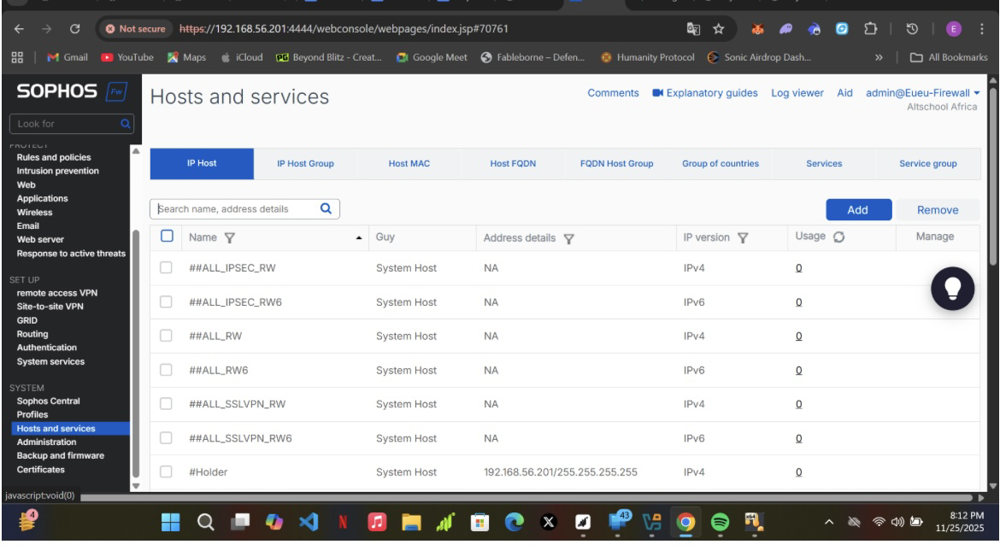 Not secure https://192.168.56.201:4444/webconsole/webpages/index.jsp#70761 E
Gmail YouTube Maps iCloud PE Beyond Blitz - Creat... Google Meet Fableborne – Defen... Humanity Protocol Sonic Airdrop Dash... » All Bookmarks
SOPHOS Fw
Hosts and services
Comments Explanatory guides Log viewer Aid admin@Eueu-Firewall
Altschool Africa
Look for
PROTECT
Rules and policies
Intrusion prevention
Web
Applications
Wireless
Email
Web server
Response to active threats
SET UP
remote access VPN
Site-to-site VPN
GRID
Routing
Authentication
System services
SYSTEM
Sophos Central
Profiles
Hosts and services
Administration
Backup and firmware
Certificates
javascript:void(0)
IP Host IP Host Group Host MAC Host FQDN FQDN Host Group Group of countries Services Service group
Search name, address details
Add Remove
Name Guy Address details IP version Usage Manage
##ALL_IPSEC_RW System Host NA IPv4 0
##ALL_IPSEC_RW6 System Host NA IPv6 0
##ALL_RW System Host NA IPv4 0
##ALL_RW6 System Host NA IPv6 0
##ALL_SSLVPN_RW System Host NA IPv4 0
##ALL_SSLVPN_RW6 System Host NA IPv6 0
#Holder System Host 192.168.56.201/255.255.255.255 IPv4 0
4
43
x64
8:12 PM
11/25/2025